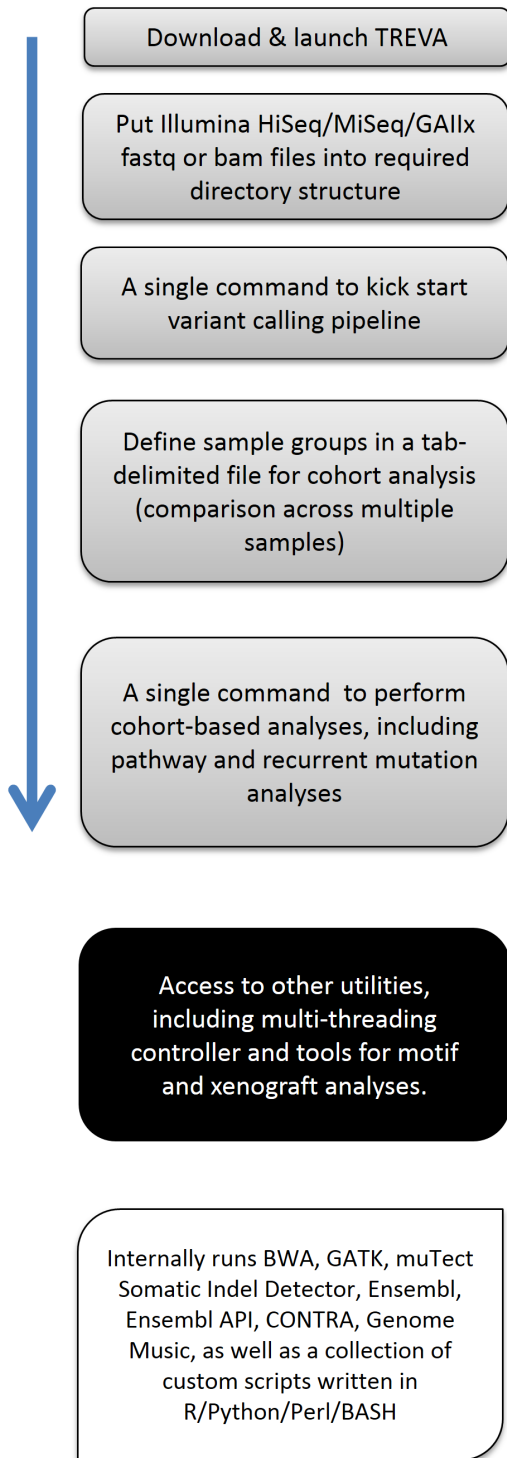 Download & launch TREVA
Put Illumina HiSeq/MiSeq/GAIIx
fastq or bam files into required
directory structure
A single command to kick start
variant calling pipeline
Define sample groups in a tab-
delimited file for cohort analysis
(comparison across multiple
samples)
A single command  to perform
cohort-based analyses, including
pathway and recurrent mutation
analyses
Access to other utilities,
including multi-threading
controller and tools for motif
and xenograft analyses.
Internally runs BWA, GATK, muTect
Somatic Indel Detector, Ensembl,
Ensembl API, CONTRA, Genome
Music, as well as a collection of
custom scripts written in
R/Python/Perl/BASH